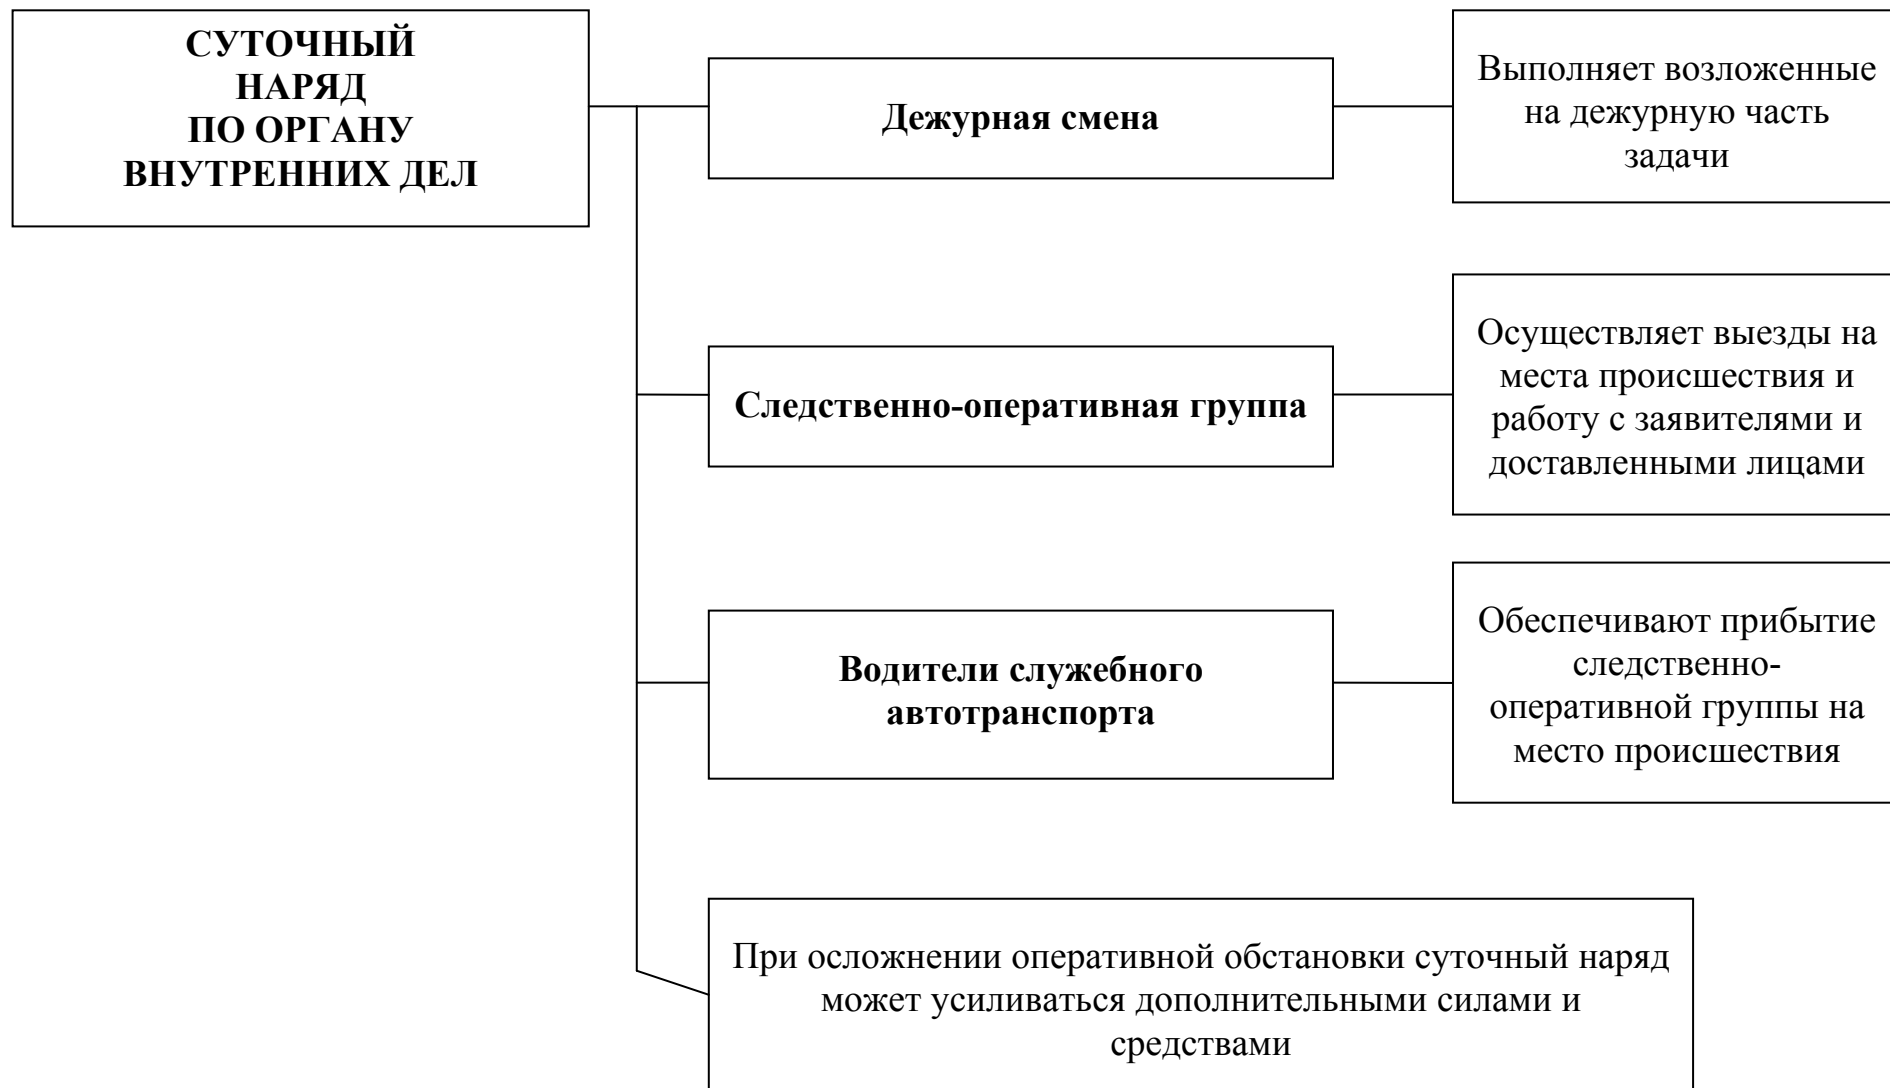 СУТОЧНЫЙ
НАРЯД
ПО ОРГАНУ
ВНУТРЕННИХ ДЕЛ
Дежурная смена
Выполняет возложенные
на дежурную часть
задачи
Следственно-оперативная группа
Осуществляет выезды на
места происшествия и
работу с заявителями и
доставленными лицами
Водители служебного
автотранспорта
Обеспечивают прибытие
следственно-
оперативной группы на
место происшествия
При осложнении оперативной обстановки суточный наряд
может усиливаться дополнительными силами и
средствами